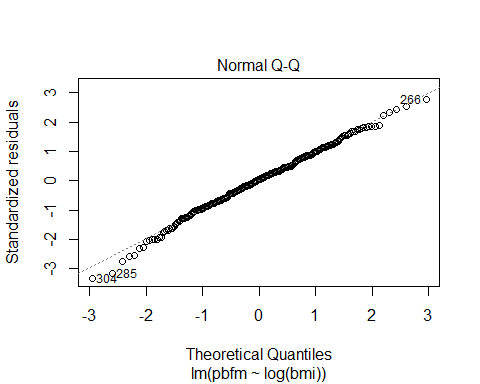 Normal Q-Q
Standardized residuals
3
2
1
0
-1
-2
-3
266
285
304
-3 -2 -1 0 1 2 3
Theoretical Quantiles
lm(pbfm ~ log(bmi))